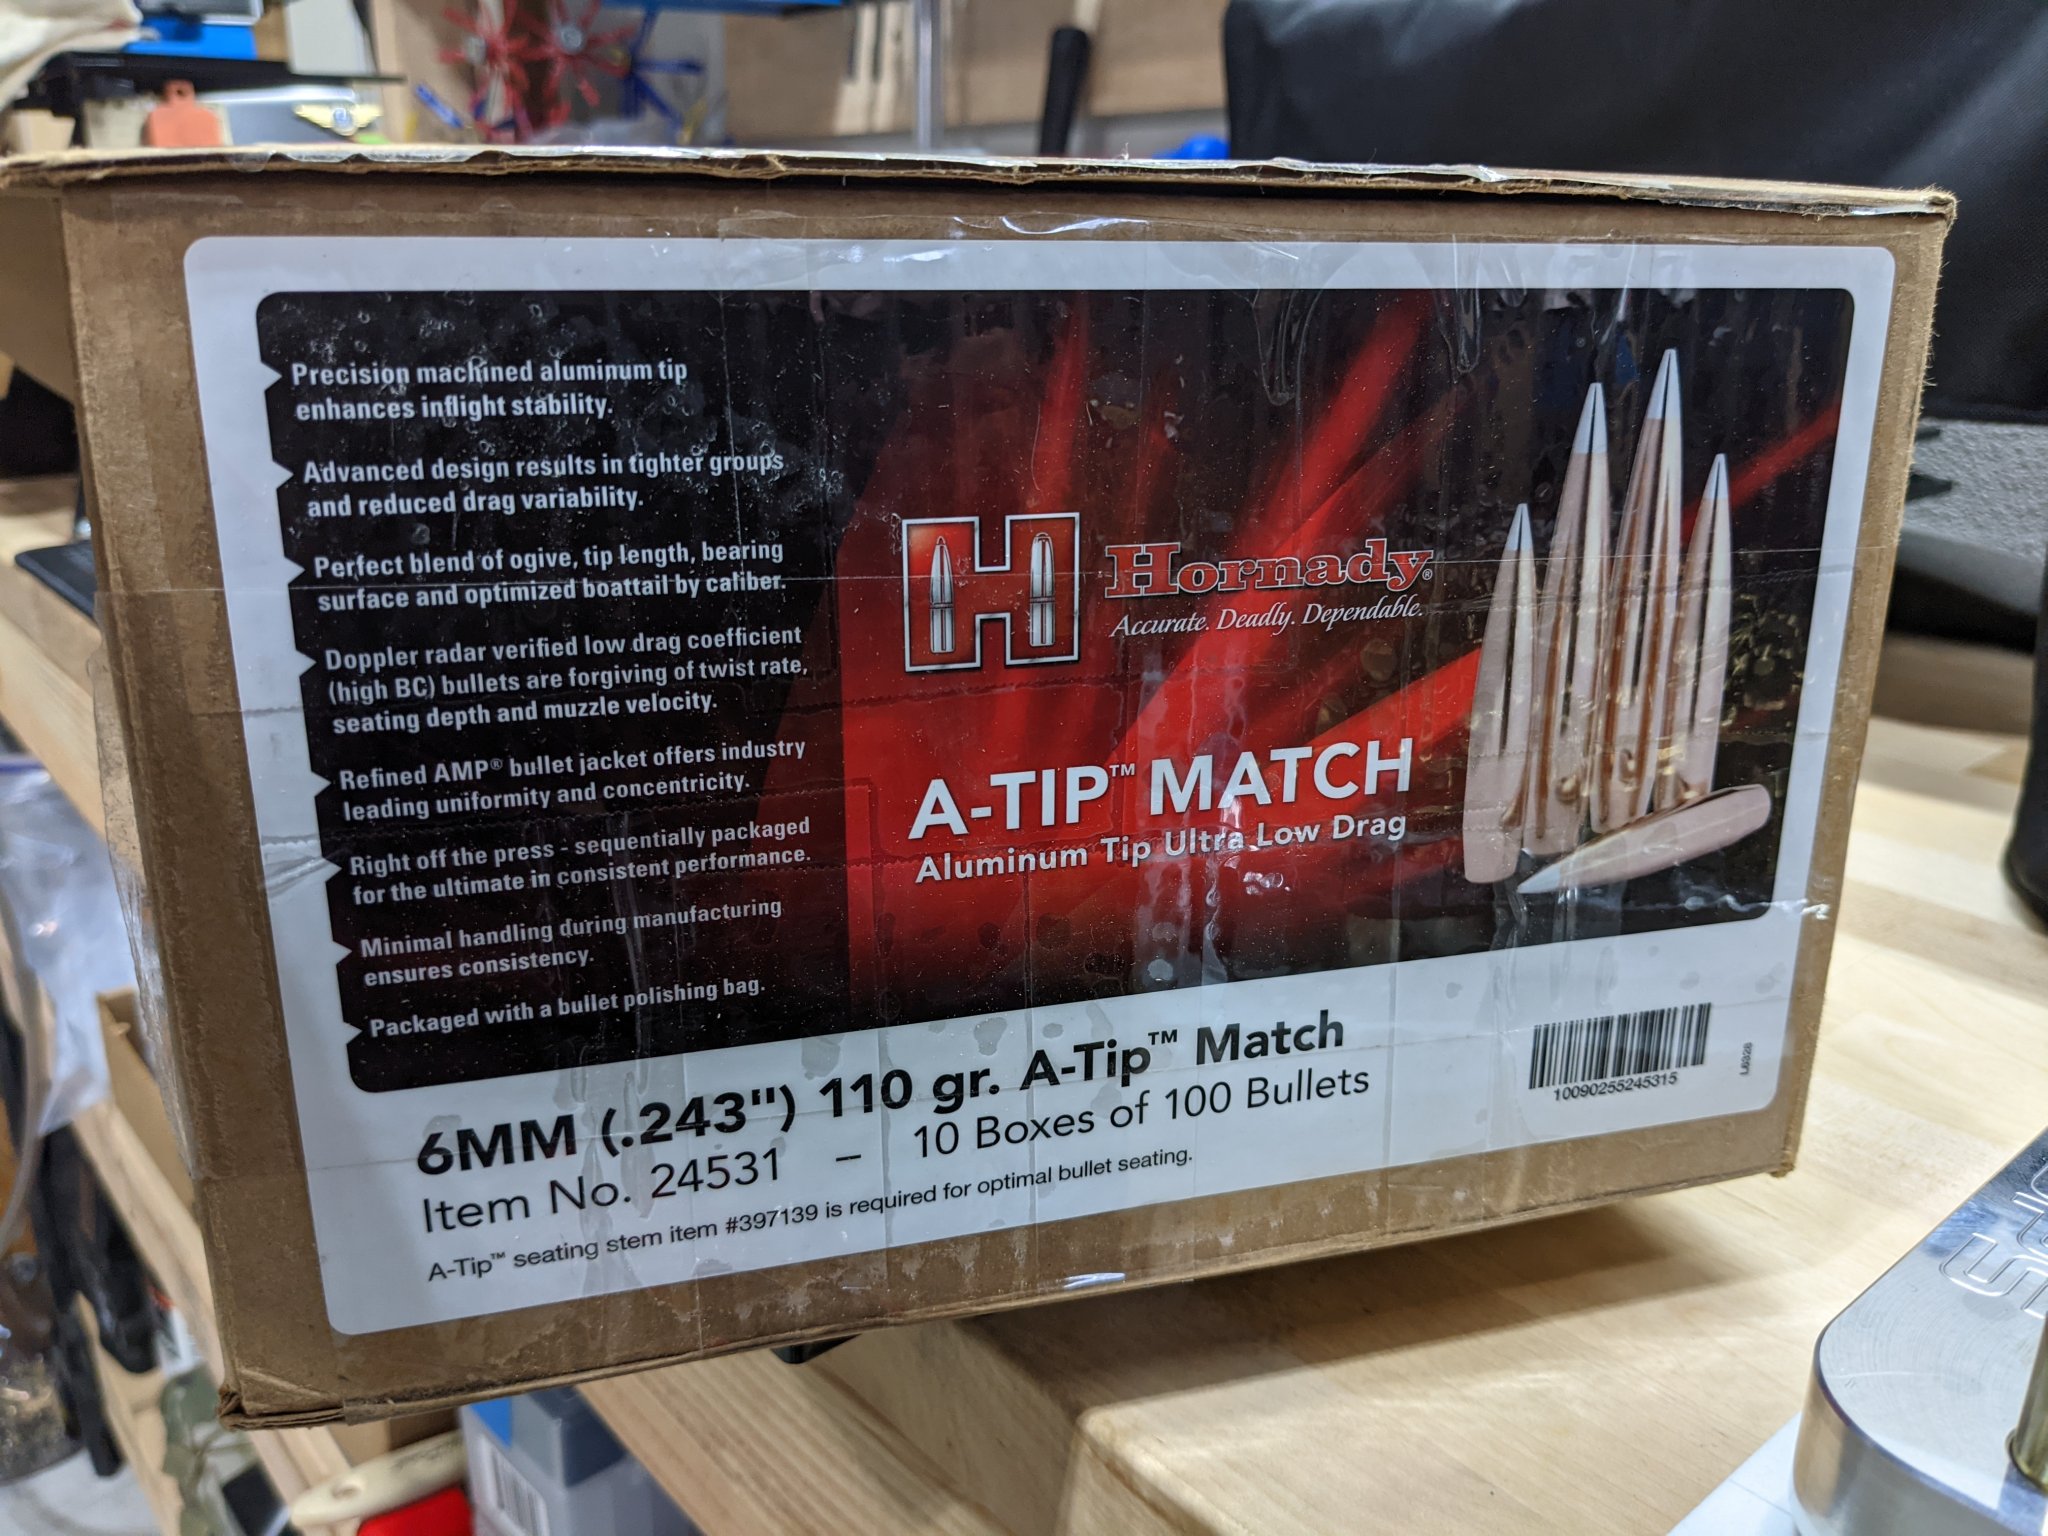 Precision machined aluminum tip
enhances inflight stability.
Advanced design results in tighter groups
and reduced drag variability.
Perfect blend of ogive, tip length, bearing
surface and optimized boattail by caliber.
Doppler radar verified low drag coefficient
(high BC) bullets are forgiving of twist rate,
seating depth and muzzle velocity.
Refined AMP® bullet jacket offers industry
leading uniformity and concentricity.
Right off the press - sequentially packaged
for the ultimate in consistent performance.
Minimal handling during manufacturing
ensures consistency.
Packaged with a bullet polishing bag.
H Hornady®
Accurate. Deadly. Dependable.
A-TIP™ MATCH
Aluminum Tip Ultra Low Drag
6MM (.243") 110 gr. A-Tip™ Match
Item No. 24531 – 10 Boxes of 100 Bullets
A-Tip™ seating stem item #397139 is required for optimal bullet seating.
10090255245315